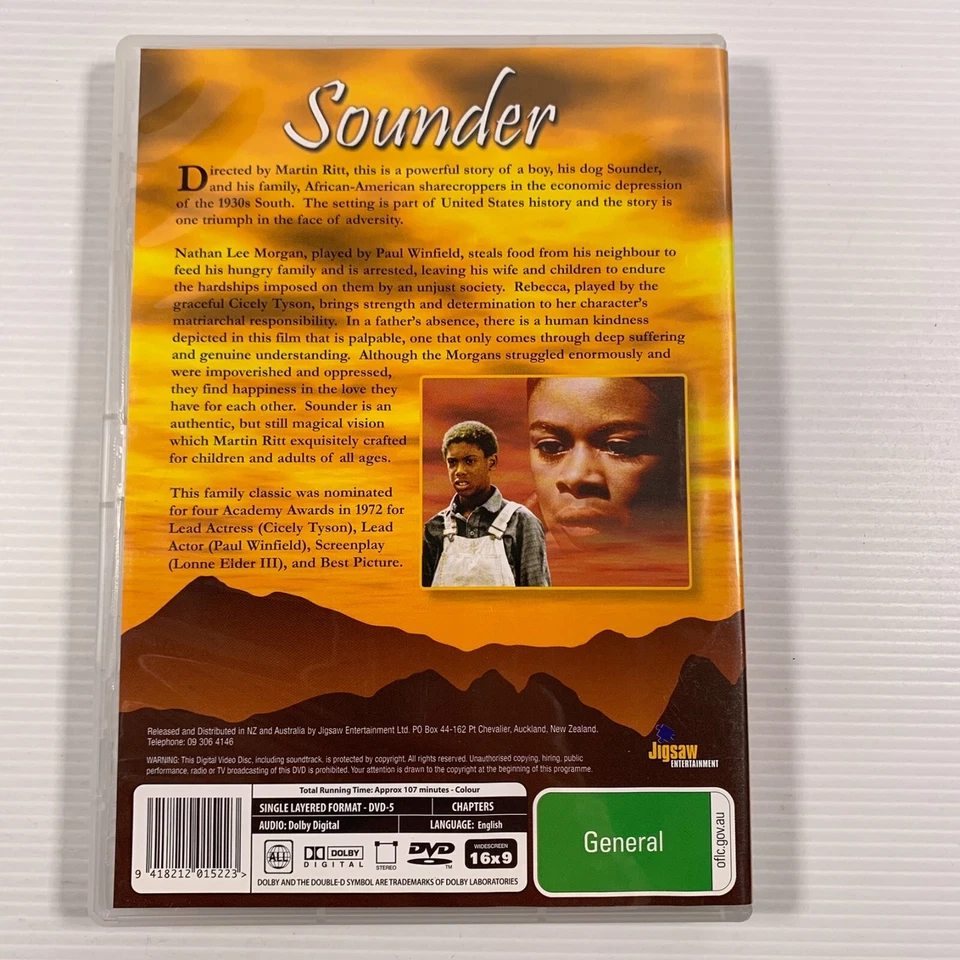 Sounder
Directed by Martin Ritt, this is a powerful story of a boy, his dog Sounder,
and his family, African-American sharecroppers in the economic depression
of the 1930s South. The setting is part of United States history and the story is
one triumph in the face of adversity.
Nathan Lee Morgan, played by Paul Winfield, steals food from his neighbour to
feed his hungry family and is arrested, leaving his wife and children to endure
the hardships imposed on them by an unjust society. Rebecca, played by the
graceful Cicely Tyson, brings strength and determination to her character's
matriarchal responsibility. In a father's absence, there is a human kindness
depicted in this film that is palpable, one that only comes through deep suffering
and genuine understanding. Although the Morgans struggled enormously and
were impoverished and oppressed,
they find happiness in the love they
have for each other. Sounder is an
authentic, but still magical vision
which Martin Ritt exquisitely crafted
for children and adults of all ages.
This family classic was nominated
for four Academy Awards in 1972 for
Lead Actress (Cicely Tyson), Lead
Actor (Paul Winfield), Screenplay
(Lonne Elder III), and Best Picture.
Released and Distributed in NZ and Australia by Jigsaw Entertainment Ltd. PO Box 44-162 Pt Chevalier, Auckland, New Zealand.
Telephone: 09 306 4146
WARNING: This Digital Video Disc, including soundtrack, is protected by copyright. All rights reserved. Unauthorised copying, hiring, public
performance, radio or TV broadcasting of this DVD is prohibited. Your attention is drawn to the copyright at the beginning of this programme.
Jigsaw
ENTERTAINMENT
Total Running Time: Approx 107 minutes - Colour
SINGLE LAYERED FORMAT - DVD-5
CHAPTERS
AUDIO: Dolby Digital
LANGUAGE: English
ALL
DOLBY
DIGITAL
STEREO
DVD
TM
WIDESCREEN
16x9
DOLBY AND THE DOUBLE-D SYMBOL ARE TRADEMARKS OF DOLBY LABORATORIES
9 418212 015223 >
General
oflc.gov.au